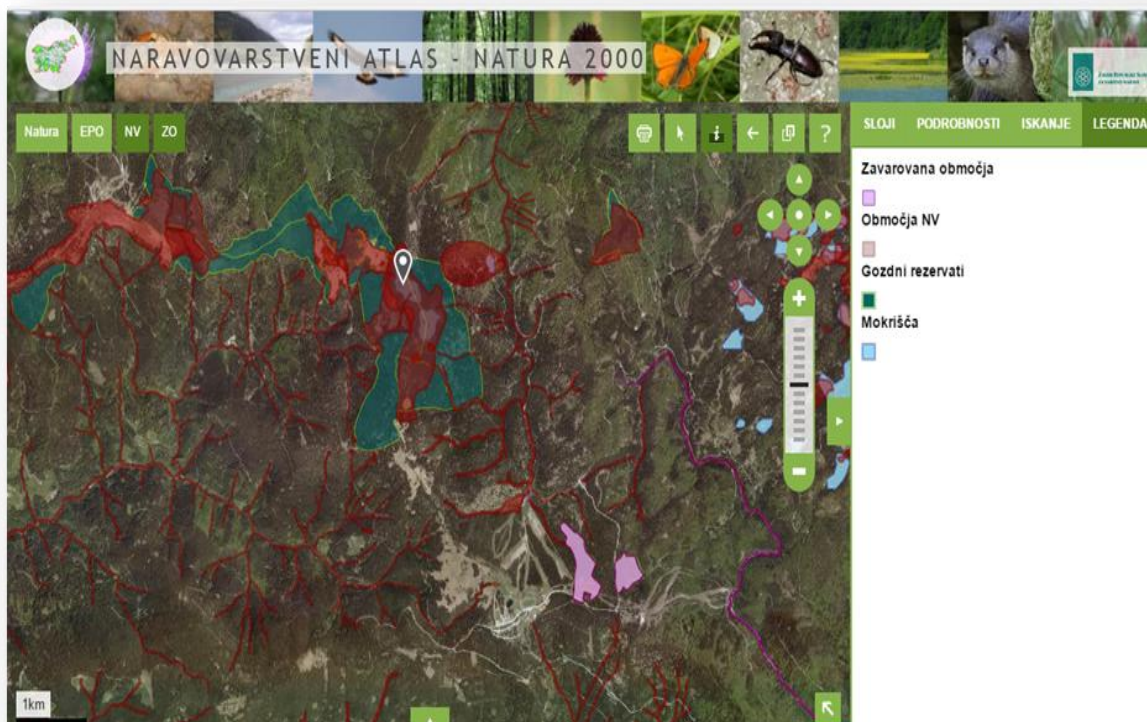 NARAVOVARSTVENI ATLAS - NATURA 2000
Natura EPO NV ZO
i
?
SLOJI PODROBNOSTI ISKANJE LEGENDA
Zavarovana območja
Območja NV
Gozdni rezervati
Mokrišča
1km